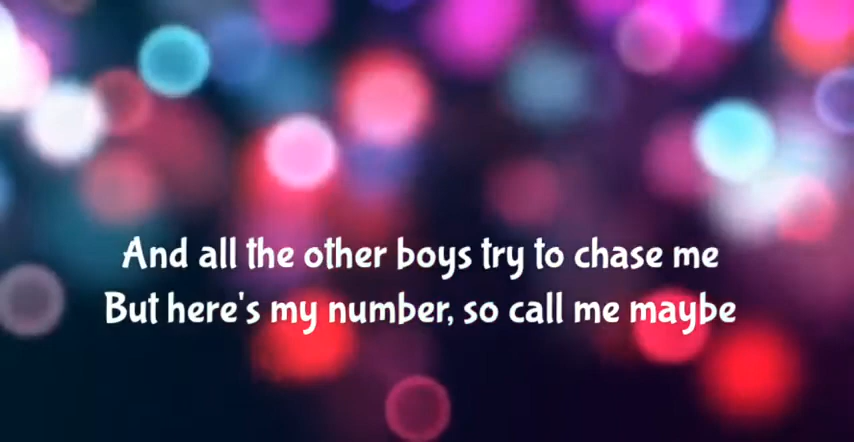 And all the other boys try to chase me
But here's my number, so call me maybe